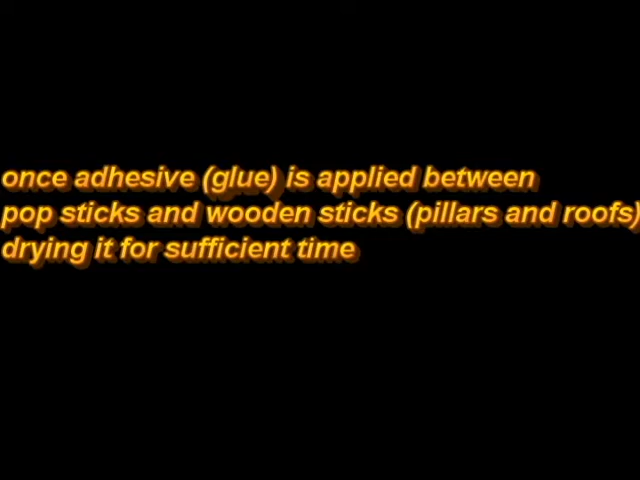 once adhesive (glue) is applied between
pop sticks and wooden sticks (pillars and roofs)
drying it for sufficient time